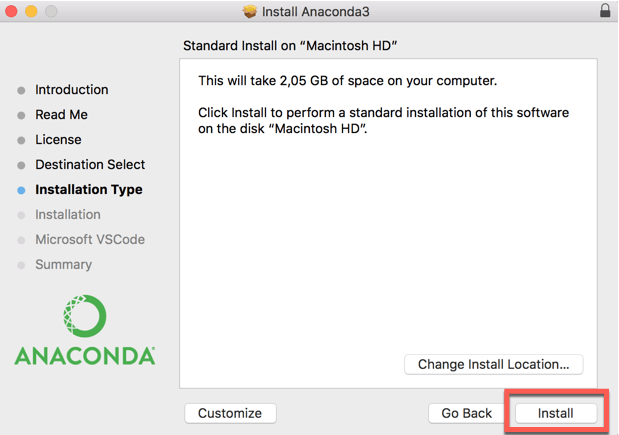 Install Anaconda3
Standard Install on “Macintosh HD”
Introduction
Read Me
License
Destination Select
Installation Type
Installation
Microsoft VSCode
Summary
ANACONDA
This will take 2,05 GB of space on your computer.
Click Install to perform a standard installation of this software
on the disk “Macintosh HD”.
Change Install Location...
Customize
Go Back
Install